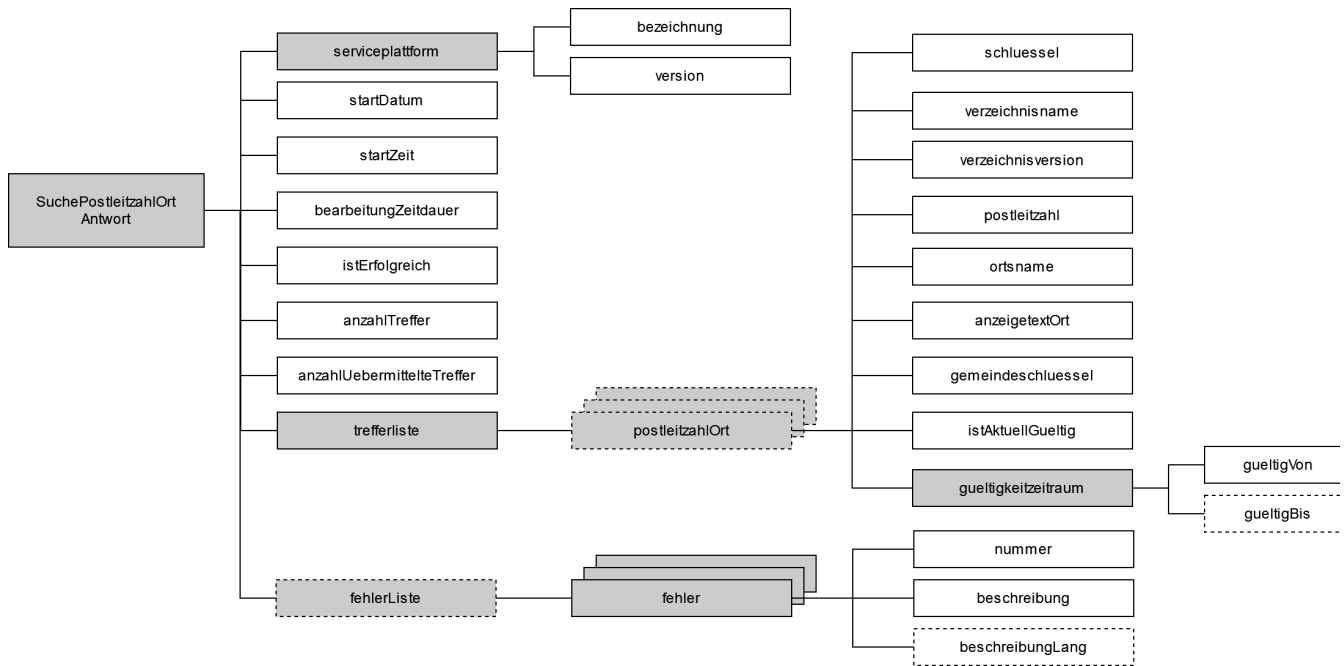 SuchePostleitzahlOrt
Antwort
serviceplattform
startDatum
startZeit
bearbeitungZeitdauer
istErfolgreich
anzahlTreffer
anzahlUebermittelteTreffer
trefferliste
fehlerListe
bezeichnung
version
postleitzahlOrt
fehler
schluessel
verzeichnisname
verzeichnisversion
postleitzahl
ortsname
anzeigetextOrt
gemeindeschluessel
istAktuellGueltig
gueltigkeitzeitraum
nummer
beschreibung
beschreibungLang
gueltigVon
gueltigBis